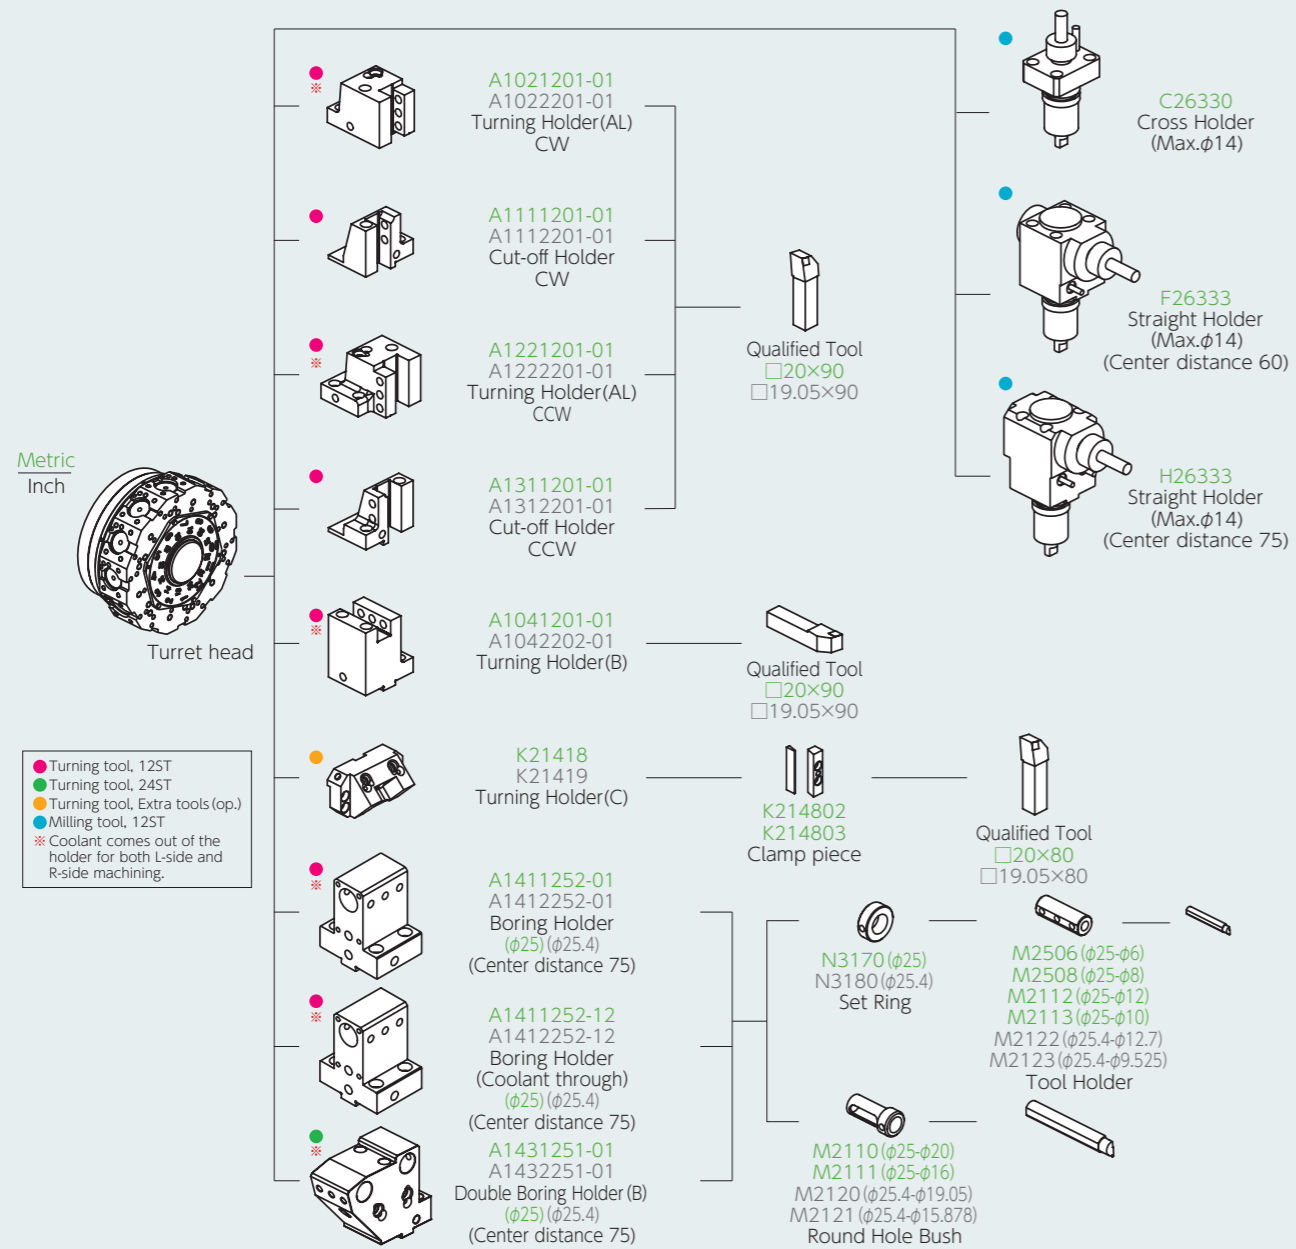 Metric
Inch
Turret head
● Turning tool, 12ST
● Turning tool, 24ST
● Turning tool, Extra tools (op.)
● Milling tool, 12ST
※ Coolant comes out of the
holder for both L-side and
R-side machining.
※
A1021201-01
A1022201-01
Turning Holder(AL)
CW
A1111201-01
A1112201-01
Cut-off Holder
CW
※
A1221201-01
A1222201-01
Turning Holder(AL)
CCW
A1311201-01
A1312201-01
Cut-off Holder
CCW
Qualified Tool
□20×90
□19.05×90
※
A1041201-01
A1042202-01
Turning Holder(B)
Qualified Tool
□20×90
□19.05×90
K21418
K21419
Turning Holder(C)
K214802
K214803
Clamp piece
Qualified Tool
□20×80
□19.05×80
※
A1411252-01
A1412252-01
Boring Holder
(φ25)(φ25.4)
(Center distance 75)
※
A1411252-12
A1412252-12
Boring Holder
(Coolant through)
(φ25)(φ25.4)
(Center distance 75)
※
A1431251-01
A1432251-01
Double Boring Holder(B)
(φ25)(φ25.4)
(Center distance 75)
N3170(φ25)
N3180(φ25.4)
Set Ring
M2506(φ25-φ6)
M2508(φ25-φ8)
M2112(φ25-φ12)
M2113(φ25-φ10)
M2122(φ25.4-φ12.7)
M2123(φ25.4-φ9.525)
Tool Holder
M2110(φ25-φ20)
M2111(φ25-φ16)
M2120(φ25.4-φ19.05)
M2121(φ25.4-φ15.878)
Round Hole Bush
C26330
Cross Holder
(Max.φ14)
F26333
Straight Holder
(Max.φ14)
(Center distance 60)
H26333
Straight Holder
(Max.φ14)
(Center distance 75)